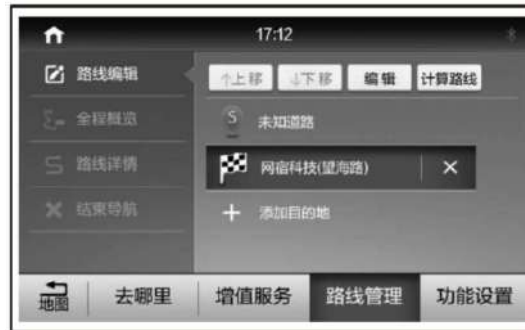 17:12
路线编辑
↑上移 ↓下移 编辑 计算路线
全程概览
S 未知道路
路线详情
网宿科技(望海路) ×
结束导航
+ 添加目的地
地图 去哪里 增值服务 路线管理 功能设置